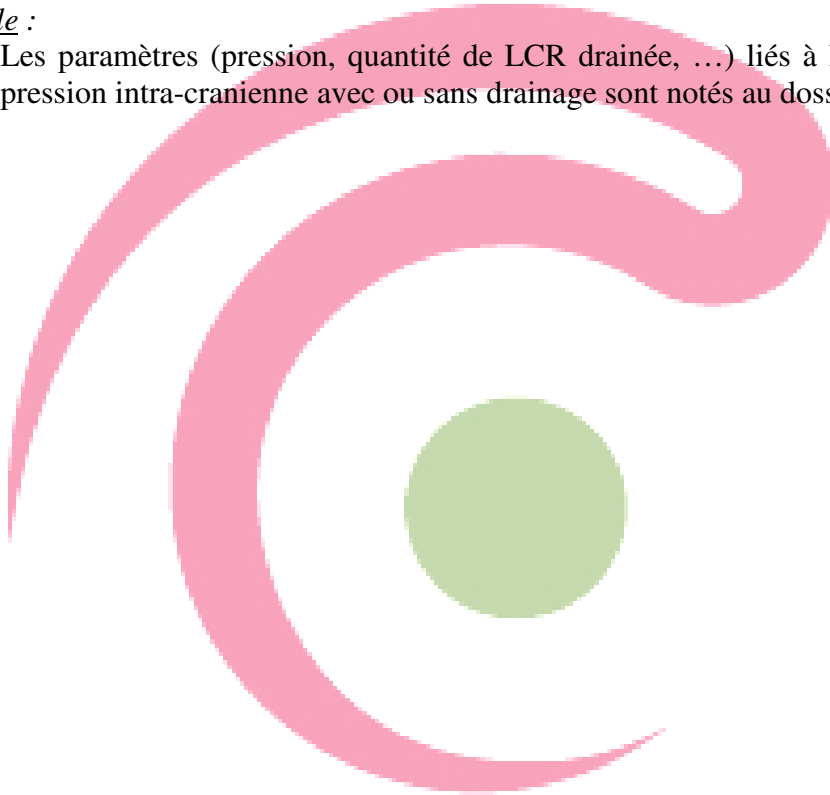 le :
Les paramètres (pression, quantité de LCR drainée, …) liés à
pression intra-cranienne avec ou sans drainage sont notés au doss